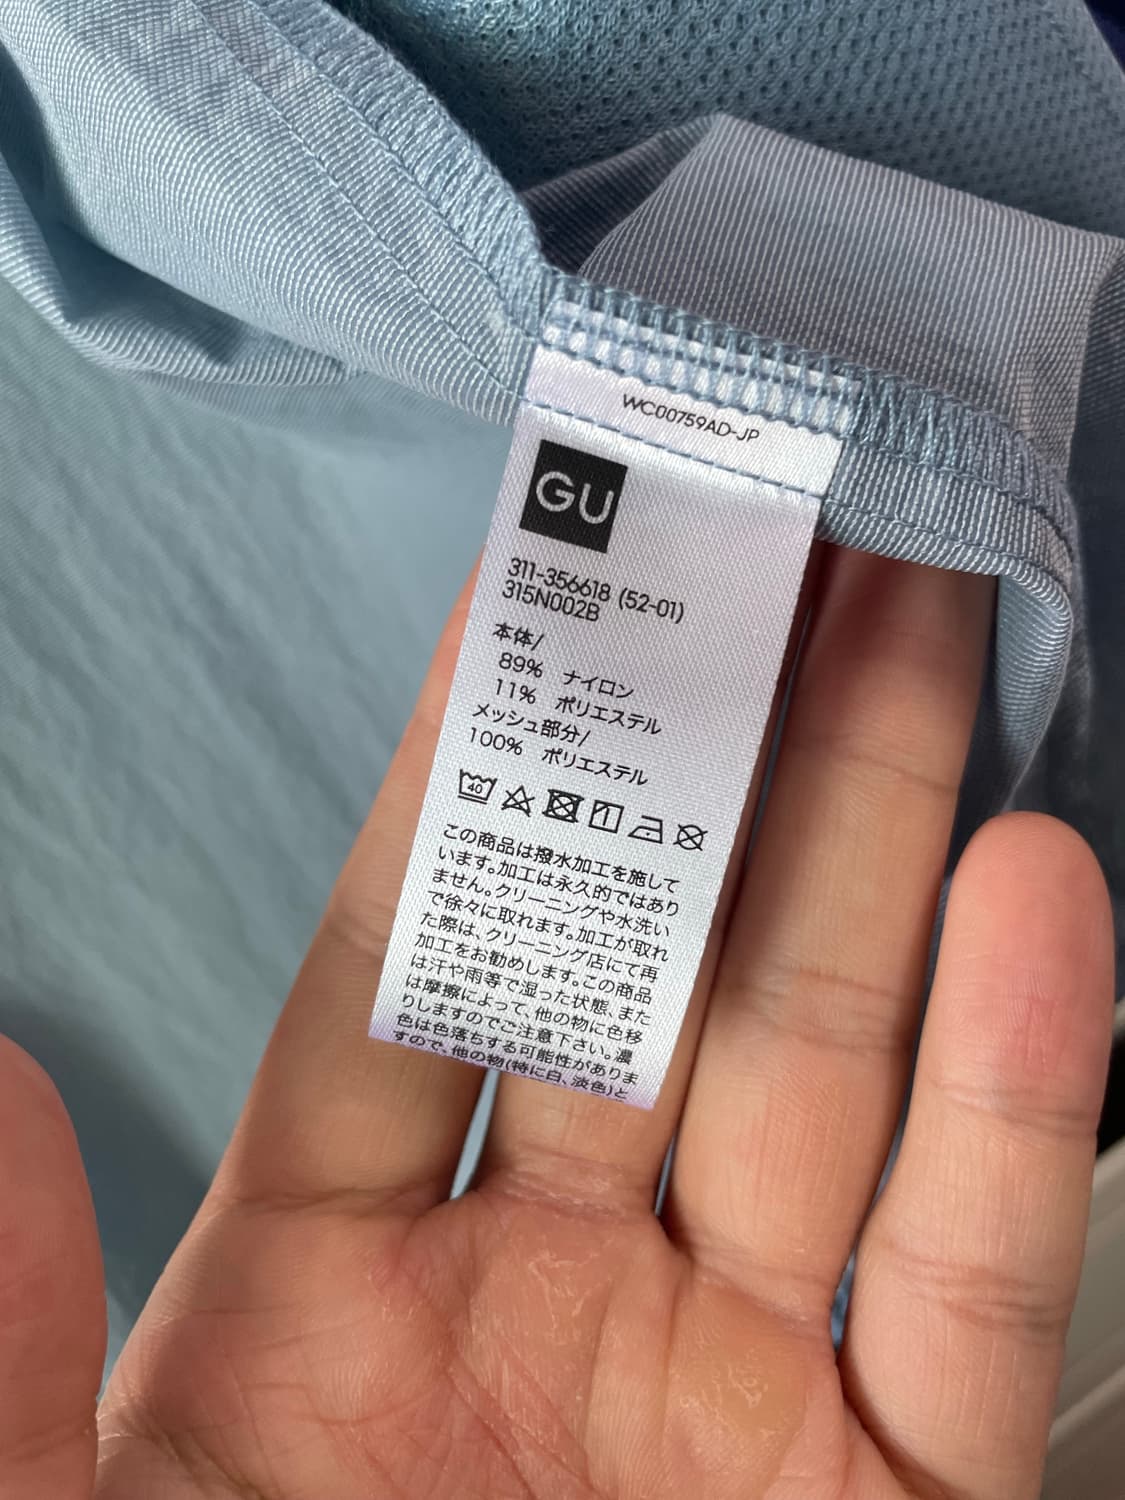 WC00759AD-JP
GU
311-356618 (52-01)
315N002B
本体/
89% ナイロン
11% ポリエステル
メッシュ部分/
100% ポリエステル
40
この商品は撥水加工を施して
います。加工は永久的ではあり
ません。クリーニングや水洗い
で徐々に取れます。加工が取れ
た際は、クリーニング店にて再
加工をお勧めします。この商品
は汗や雨等で湿った状態、また
は摩擦によって、他の物に色移
りしますのでご注意下さい。濃
色は色落ちする可能性がありま
すので、他の物(特に白、淡色)と